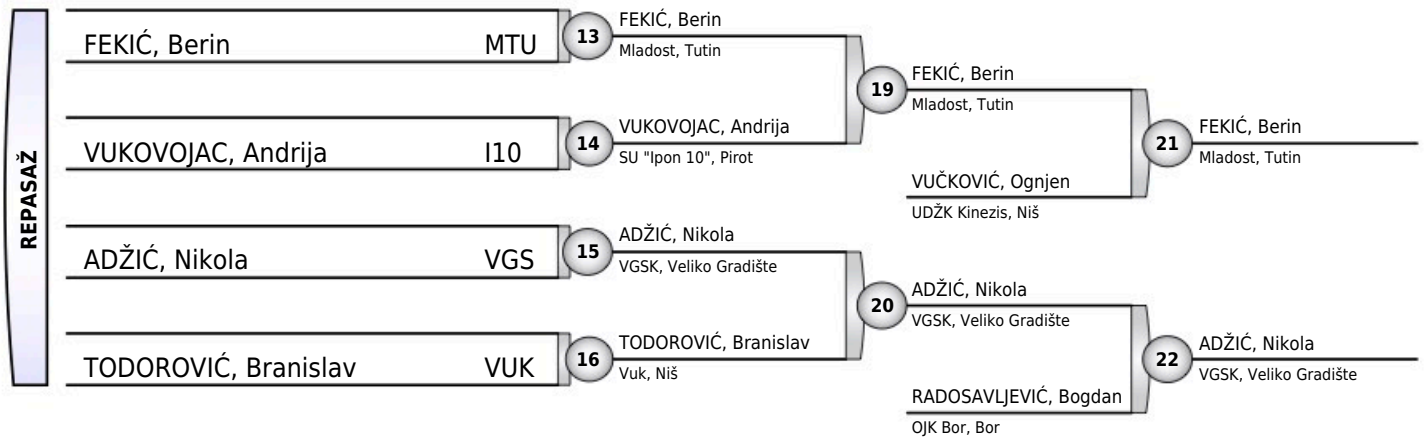 REPASAŽ
FEKIĆ, Berin MTU
VUKOVOJAC, Andrija I10
ADŽIĆ, Nikola VGS
TODOROVIĆ, Branislav VUK
13
FEKIĆ, Berin
Mladost, Tutin
14
VUKOVOJAC, Andrija
SU "Ipon 10", Pirot
15
ADŽIĆ, Nikola
VGSK, Veliko Gradište
16
TODOROVIĆ, Branislav
Vuk, Niš
19
FEKIĆ, Berin
Mladost, Tutin
VUČKOVIĆ, Ognjen
UDŽK Kinezis, Niš
20
ADŽIĆ, Nikola
VGSK, Veliko Gradište
RADOSAVLJEVIĆ, Bogdan
OJK Bor, Bor
21
FEKIĆ, Berin
Mladost, Tutin
22
ADŽIĆ, Nikola
VGSK, Veliko Gradište